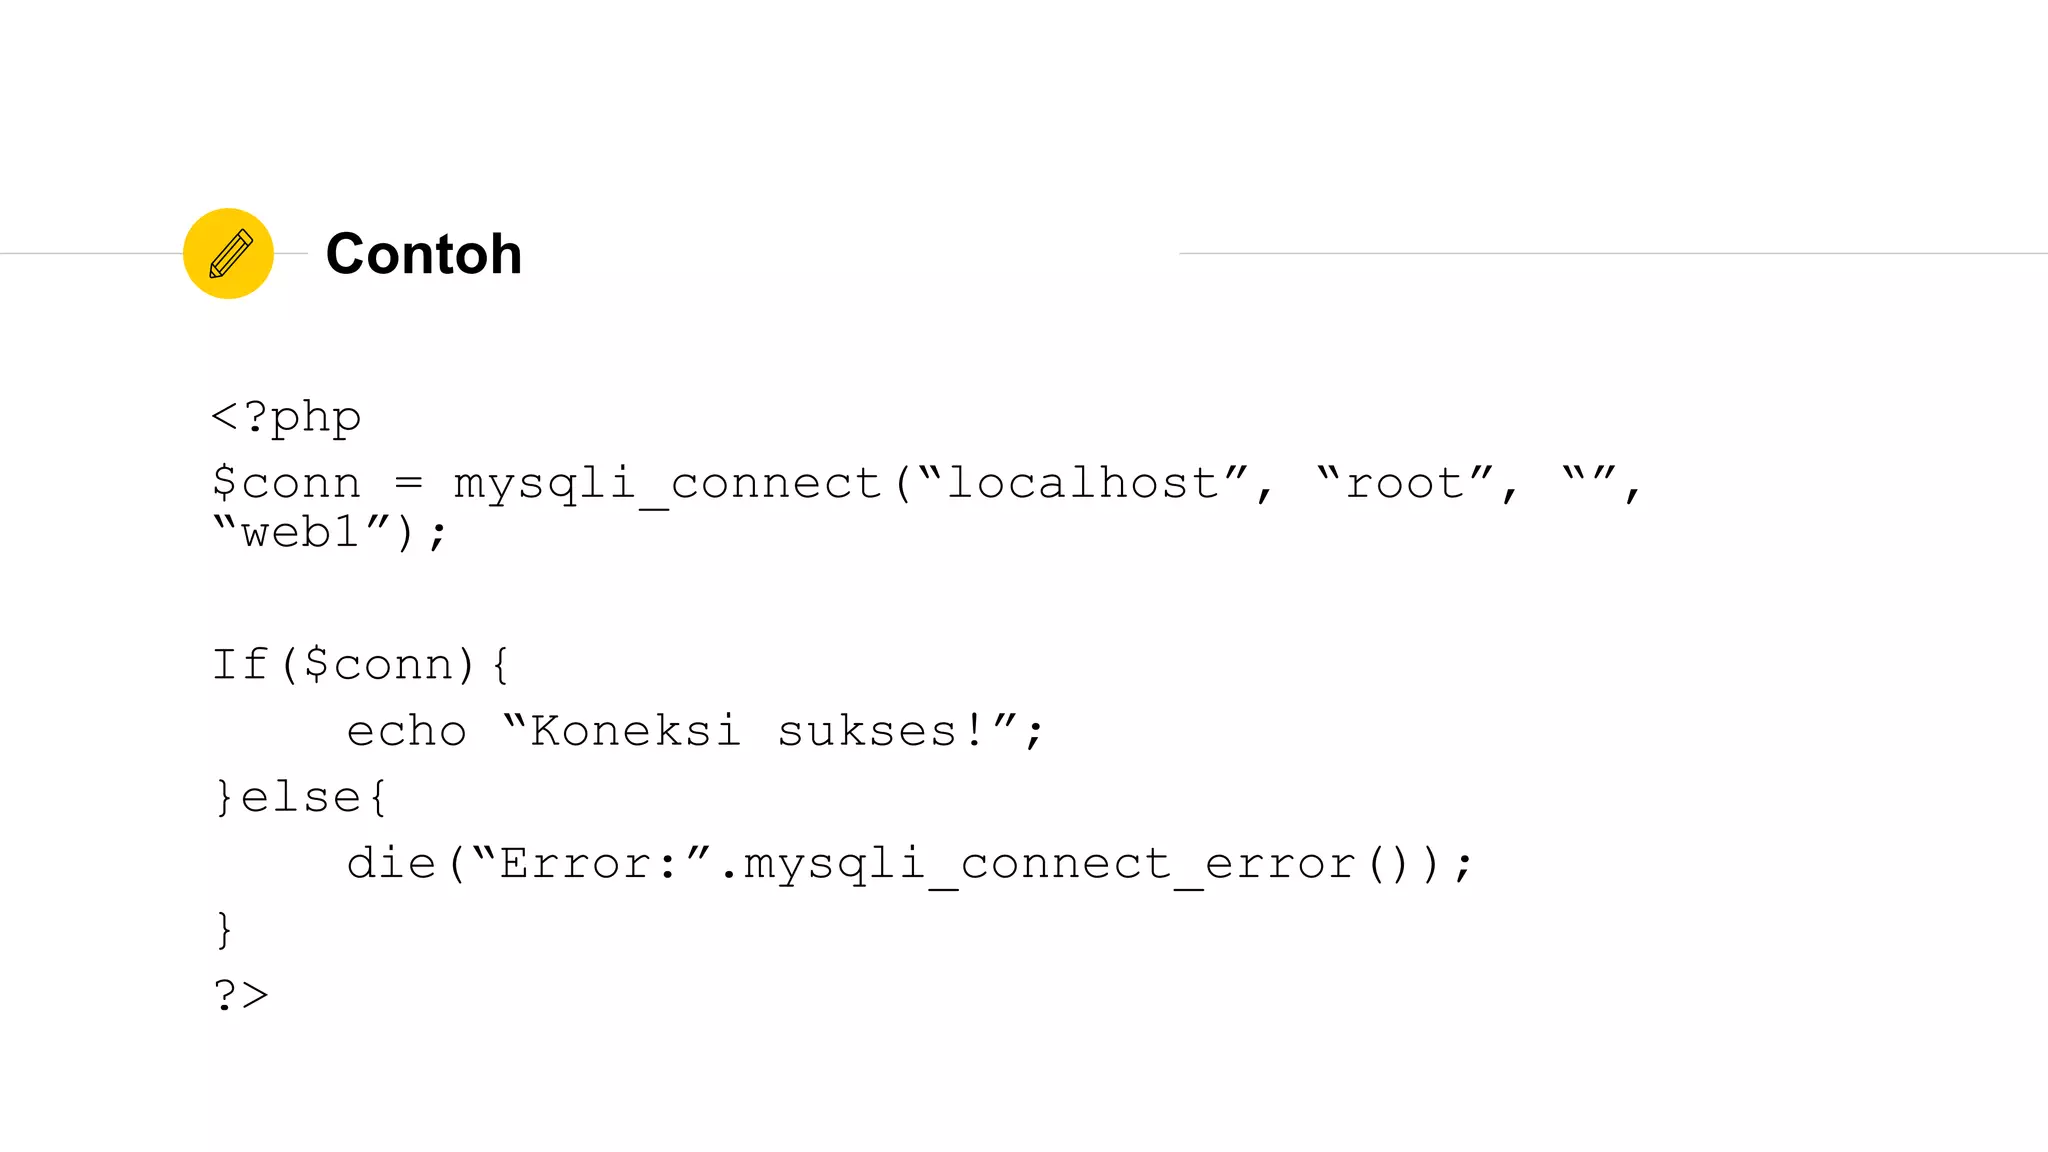 Contoh
<?php
$conn = mysqli_connect(“localhost”, “root”, “”,
“web1”);
If($conn){
echo “Koneksi sukses!”;
}else{
die(“Error:”.mysqli_connect_error());
}
?>